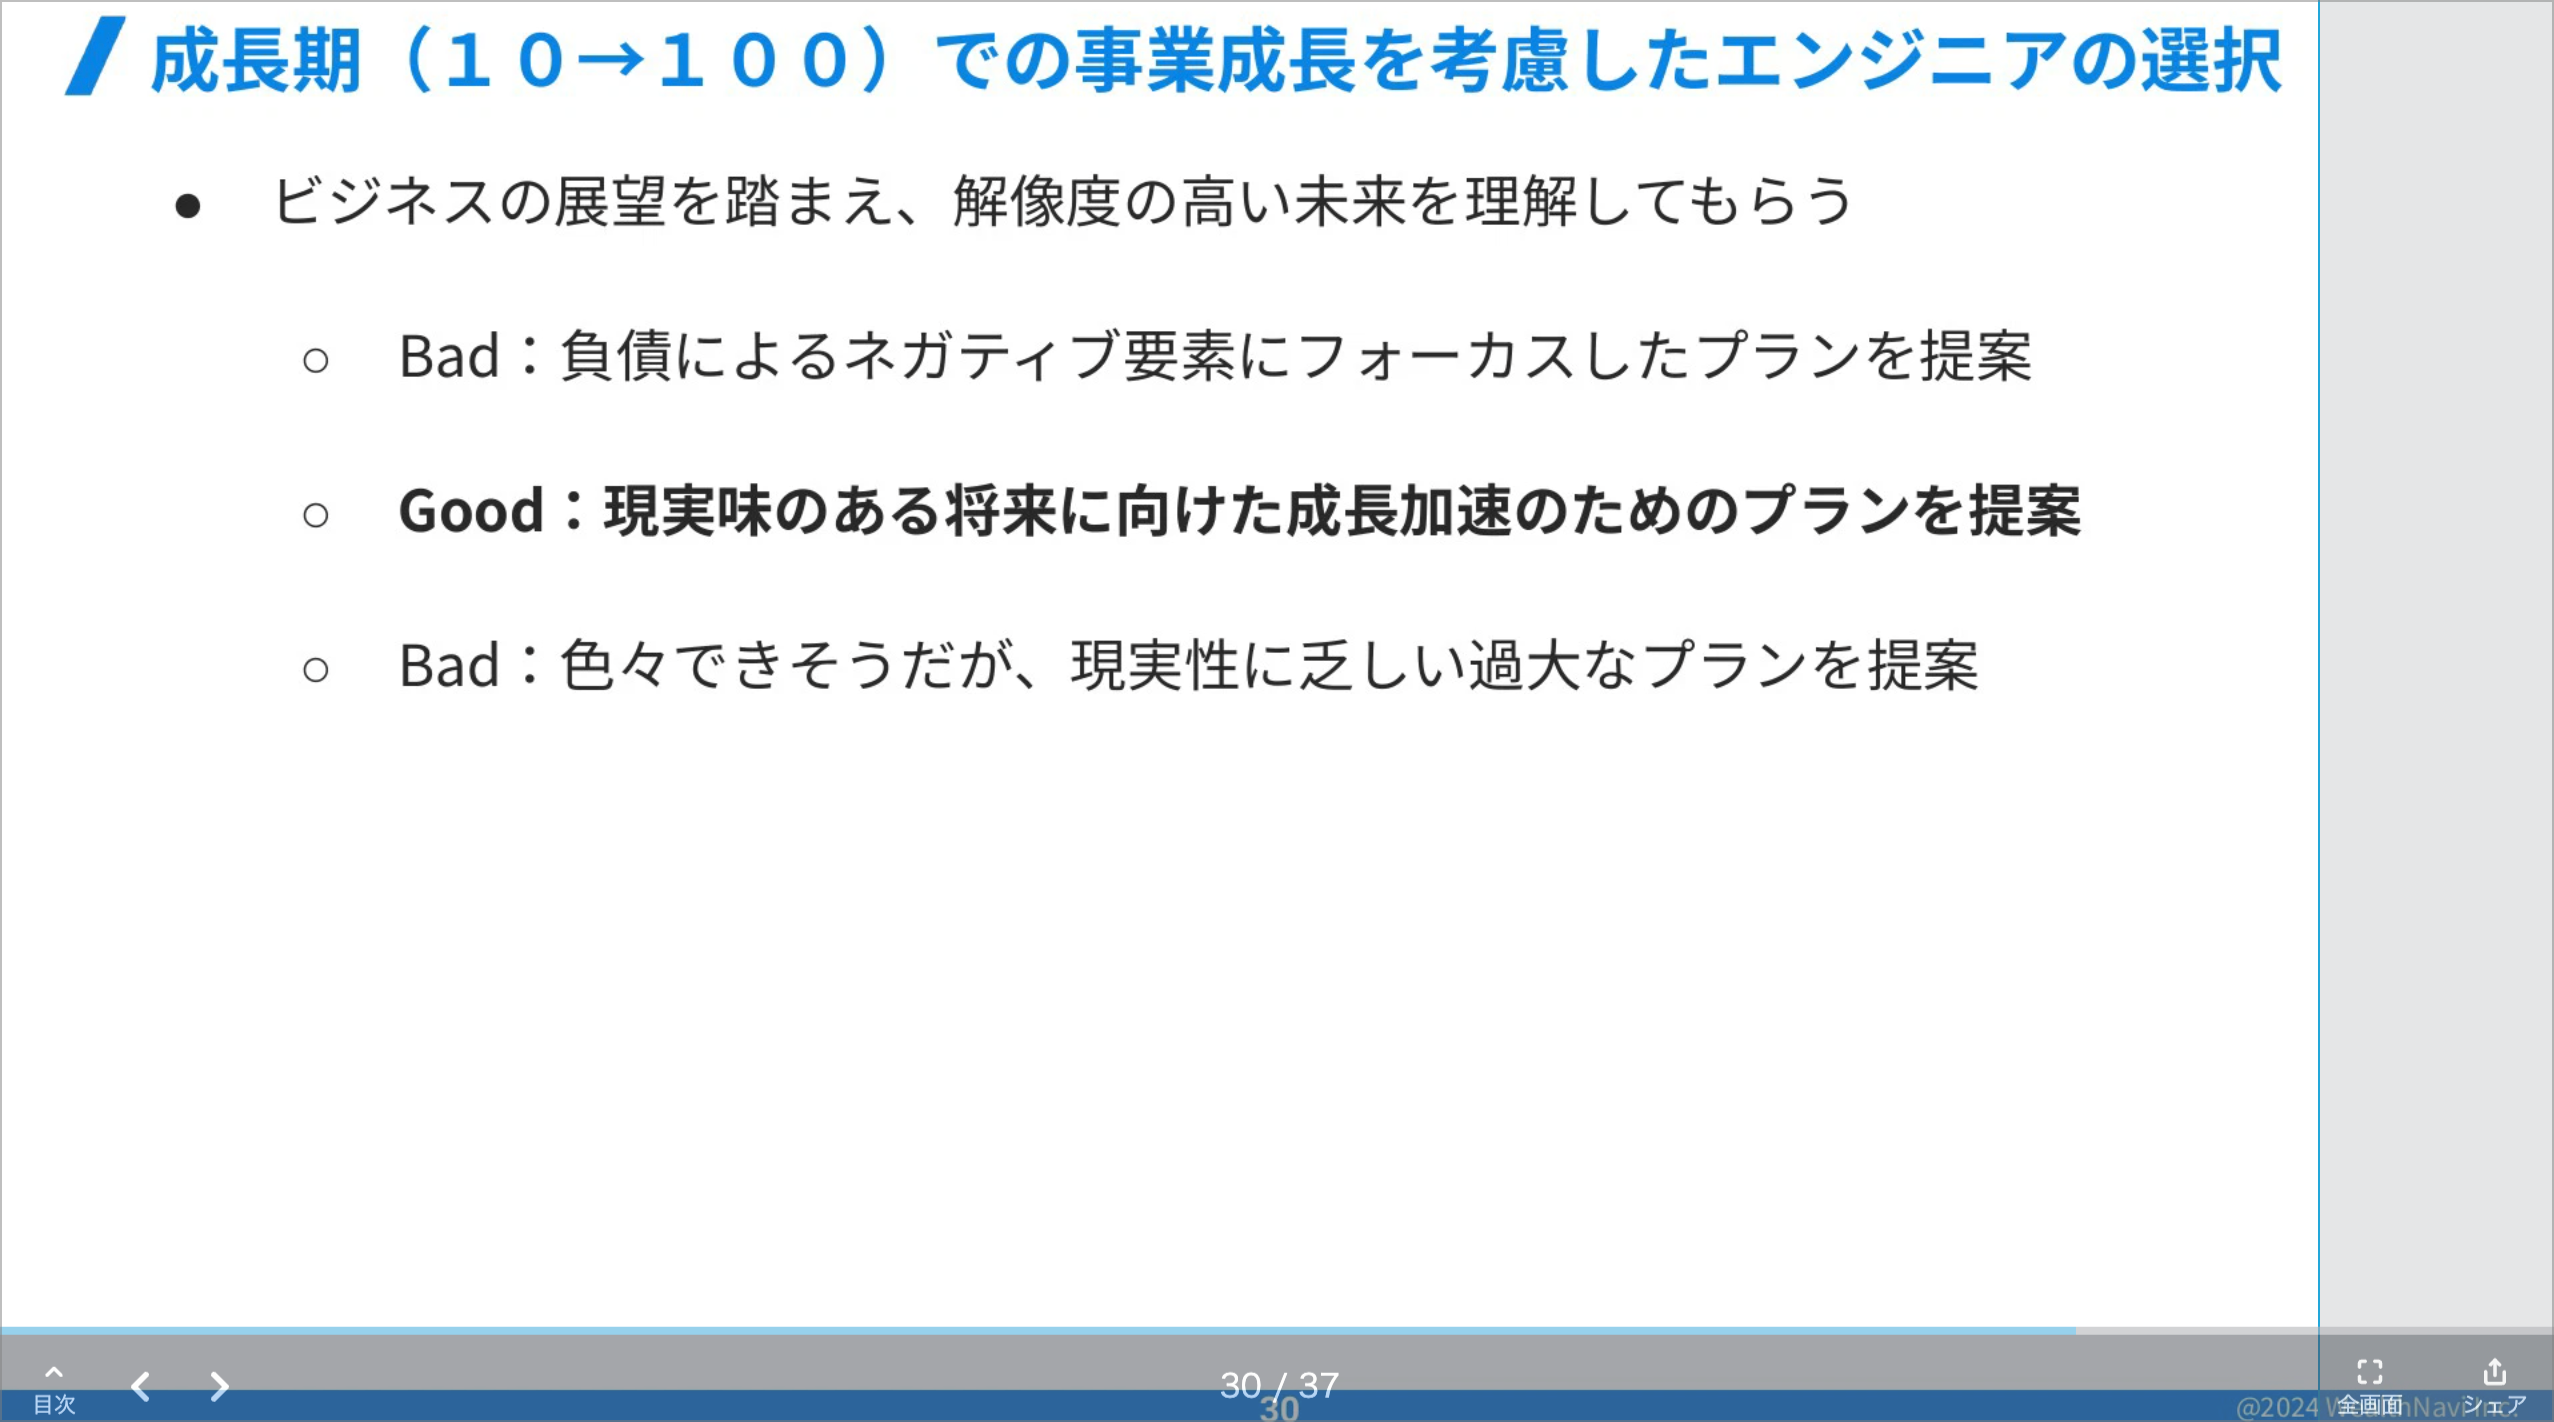 成長期（１０→１００）での事業成長を考慮したエンジニアの選択
● ビジネスの展望を踏まえ、解像度の高い未来を理解してもらう
○ Bad：負債によるネガティブ要素にフォーカスしたプランを提案
○ Good：現実味のある将来に向けた成長加速のためのプランを提案
○ Bad：色々できそうだが、現実性に乏しい過大なプランを提案
30 / 37
目次
30
@2024
全画面
シェア